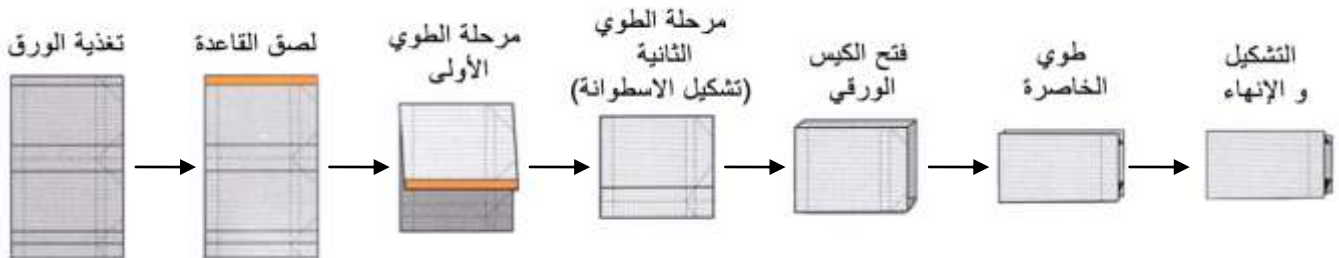 تغذية الورق
لصق القاعدة
مرحلة الطوي
الأولى
مرحلة الطوي
الثانية
(تشكيل الاسطوانة)
فتح الكيس
الورقي
طوي
الخاصرة
التشكيل
و الإنهاء